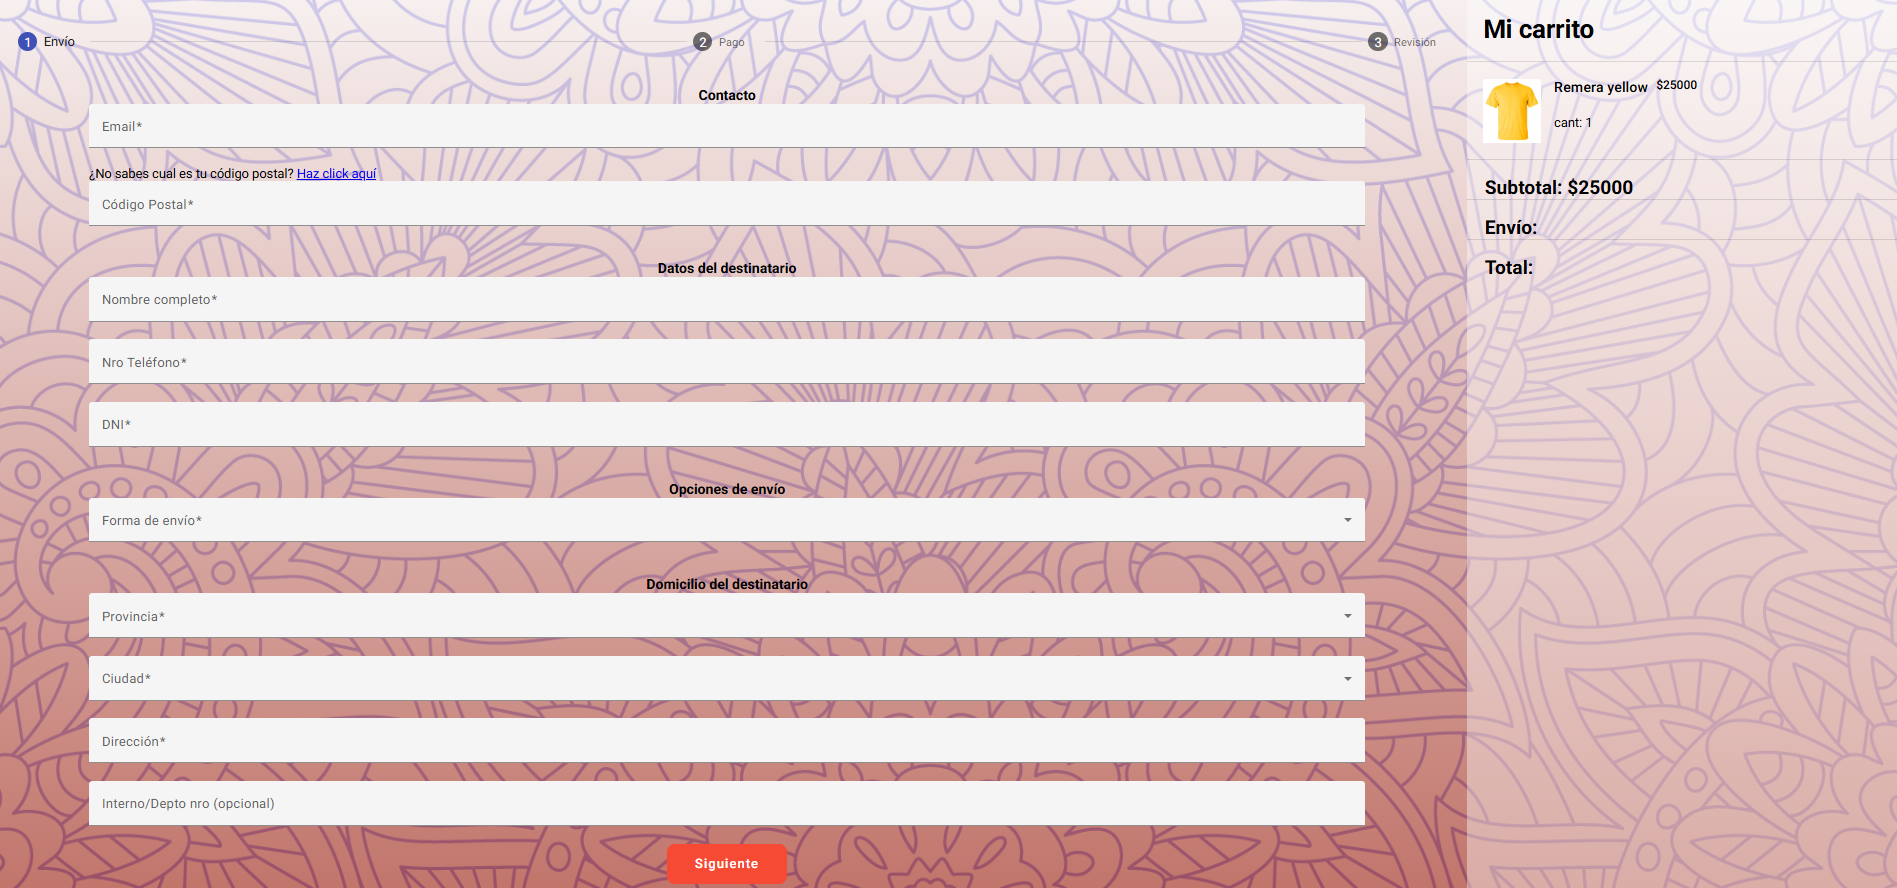 1 Envío
2 Pago
3 Revisión
Contacto
Email*
¿No sabes cual es tu código postal? Haz click aquí
Código Postal*
Datos del destinatario
Nombre completo*
Nro Teléfono*
DNI*
Opciones de envío
Forma de envío*
Domicilio del destinatario
Provincia*
Ciudad*
Dirección*
Interno/Depto nro (opcional)
Siguiente
Mi carrito
Remera yellow $25000
cant: 1
Subtotal: $25000
Envío:
Total: